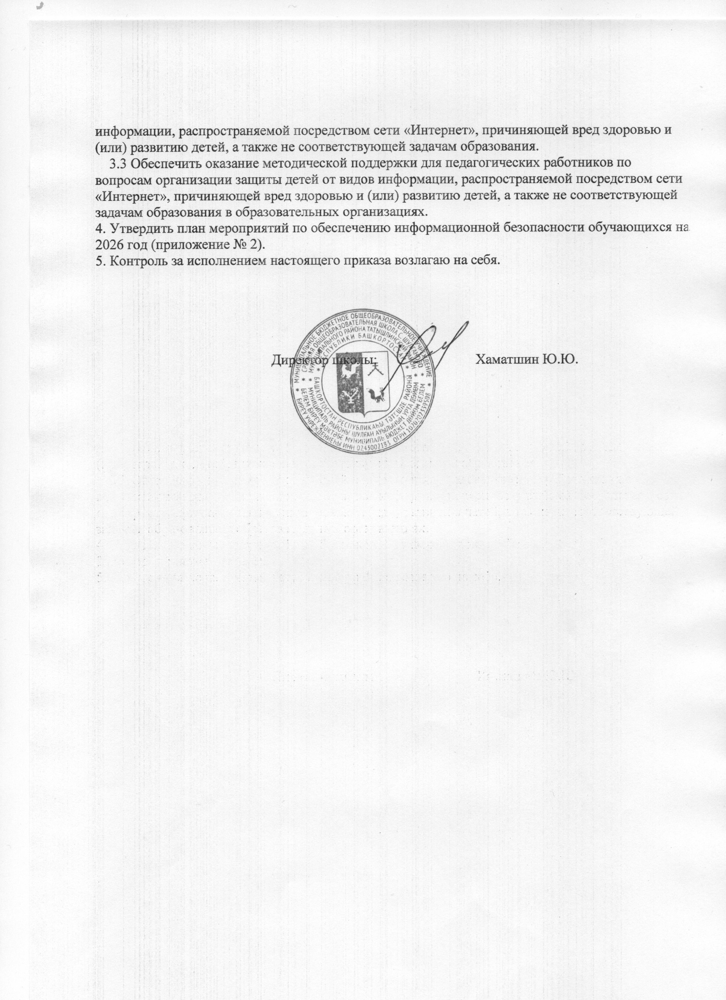 информации, распространяемой посредством сети «Интернет», причиняющей вред здоровью и
(или) развитию детей, а также не соответствующей задачам образования.
3.3 Обеспечить оказание методической поддержки для педагогических работников по
вопросам организации защиты детей от видов информации, распространяемой посредством сети
«Интернет», причиняющей вред здоровью и (или) развитию детей, а также не соответствующей
задачам образования в образовательных организациях.
4. Утвердить план мероприятий по обеспечению информационной безопасности обучающихся на
2026 год (приложение № 2).
5. Контроль за исполнением настоящего приказа возлагаю на себя.
Директор школы: Хаматшин Ю.Ю.
* МУНИЦИПАЛЬНОЕ БЮДЖЕТНОЕ ОБЩЕОБРАЗОВАТЕЛЬНОЕ УЧРЕЖДЕНИЕ *
* СРЕДНЯЯ ОБЩЕОБРАЗОВАТЕЛЬНАЯ ШКОЛА С. ШУЛГАНОВО *
* МУНИЦИПАЛЬНОГО РАЙОНА ТАТЫШЛИНСКИЙ РАЙОН *
* РЕСПУБЛИКИ БАШКОРТОСТАН *
БАШКОРТОСТАН РЕСПУБЛИКАҺЫ ТӘТЕШЛЕ РАЙОНЫ
МУНИЦИПАЛЬ РАЙОНЫ ШУЛҒАН АУЫЛЫНЫҢ УРТА ДӨЙӨМ
БЕЛЕМ БИРЕҮ МӘКТӘБЕ МУНИЦИПАЛЬ БЮДЖЕТ ДӨЙӨМ БЕЛЕМ
БИРЕҮ УЧРЕЖДЕНИЕҺЫ ИНН 0243002183 ОГРН 1020202339508